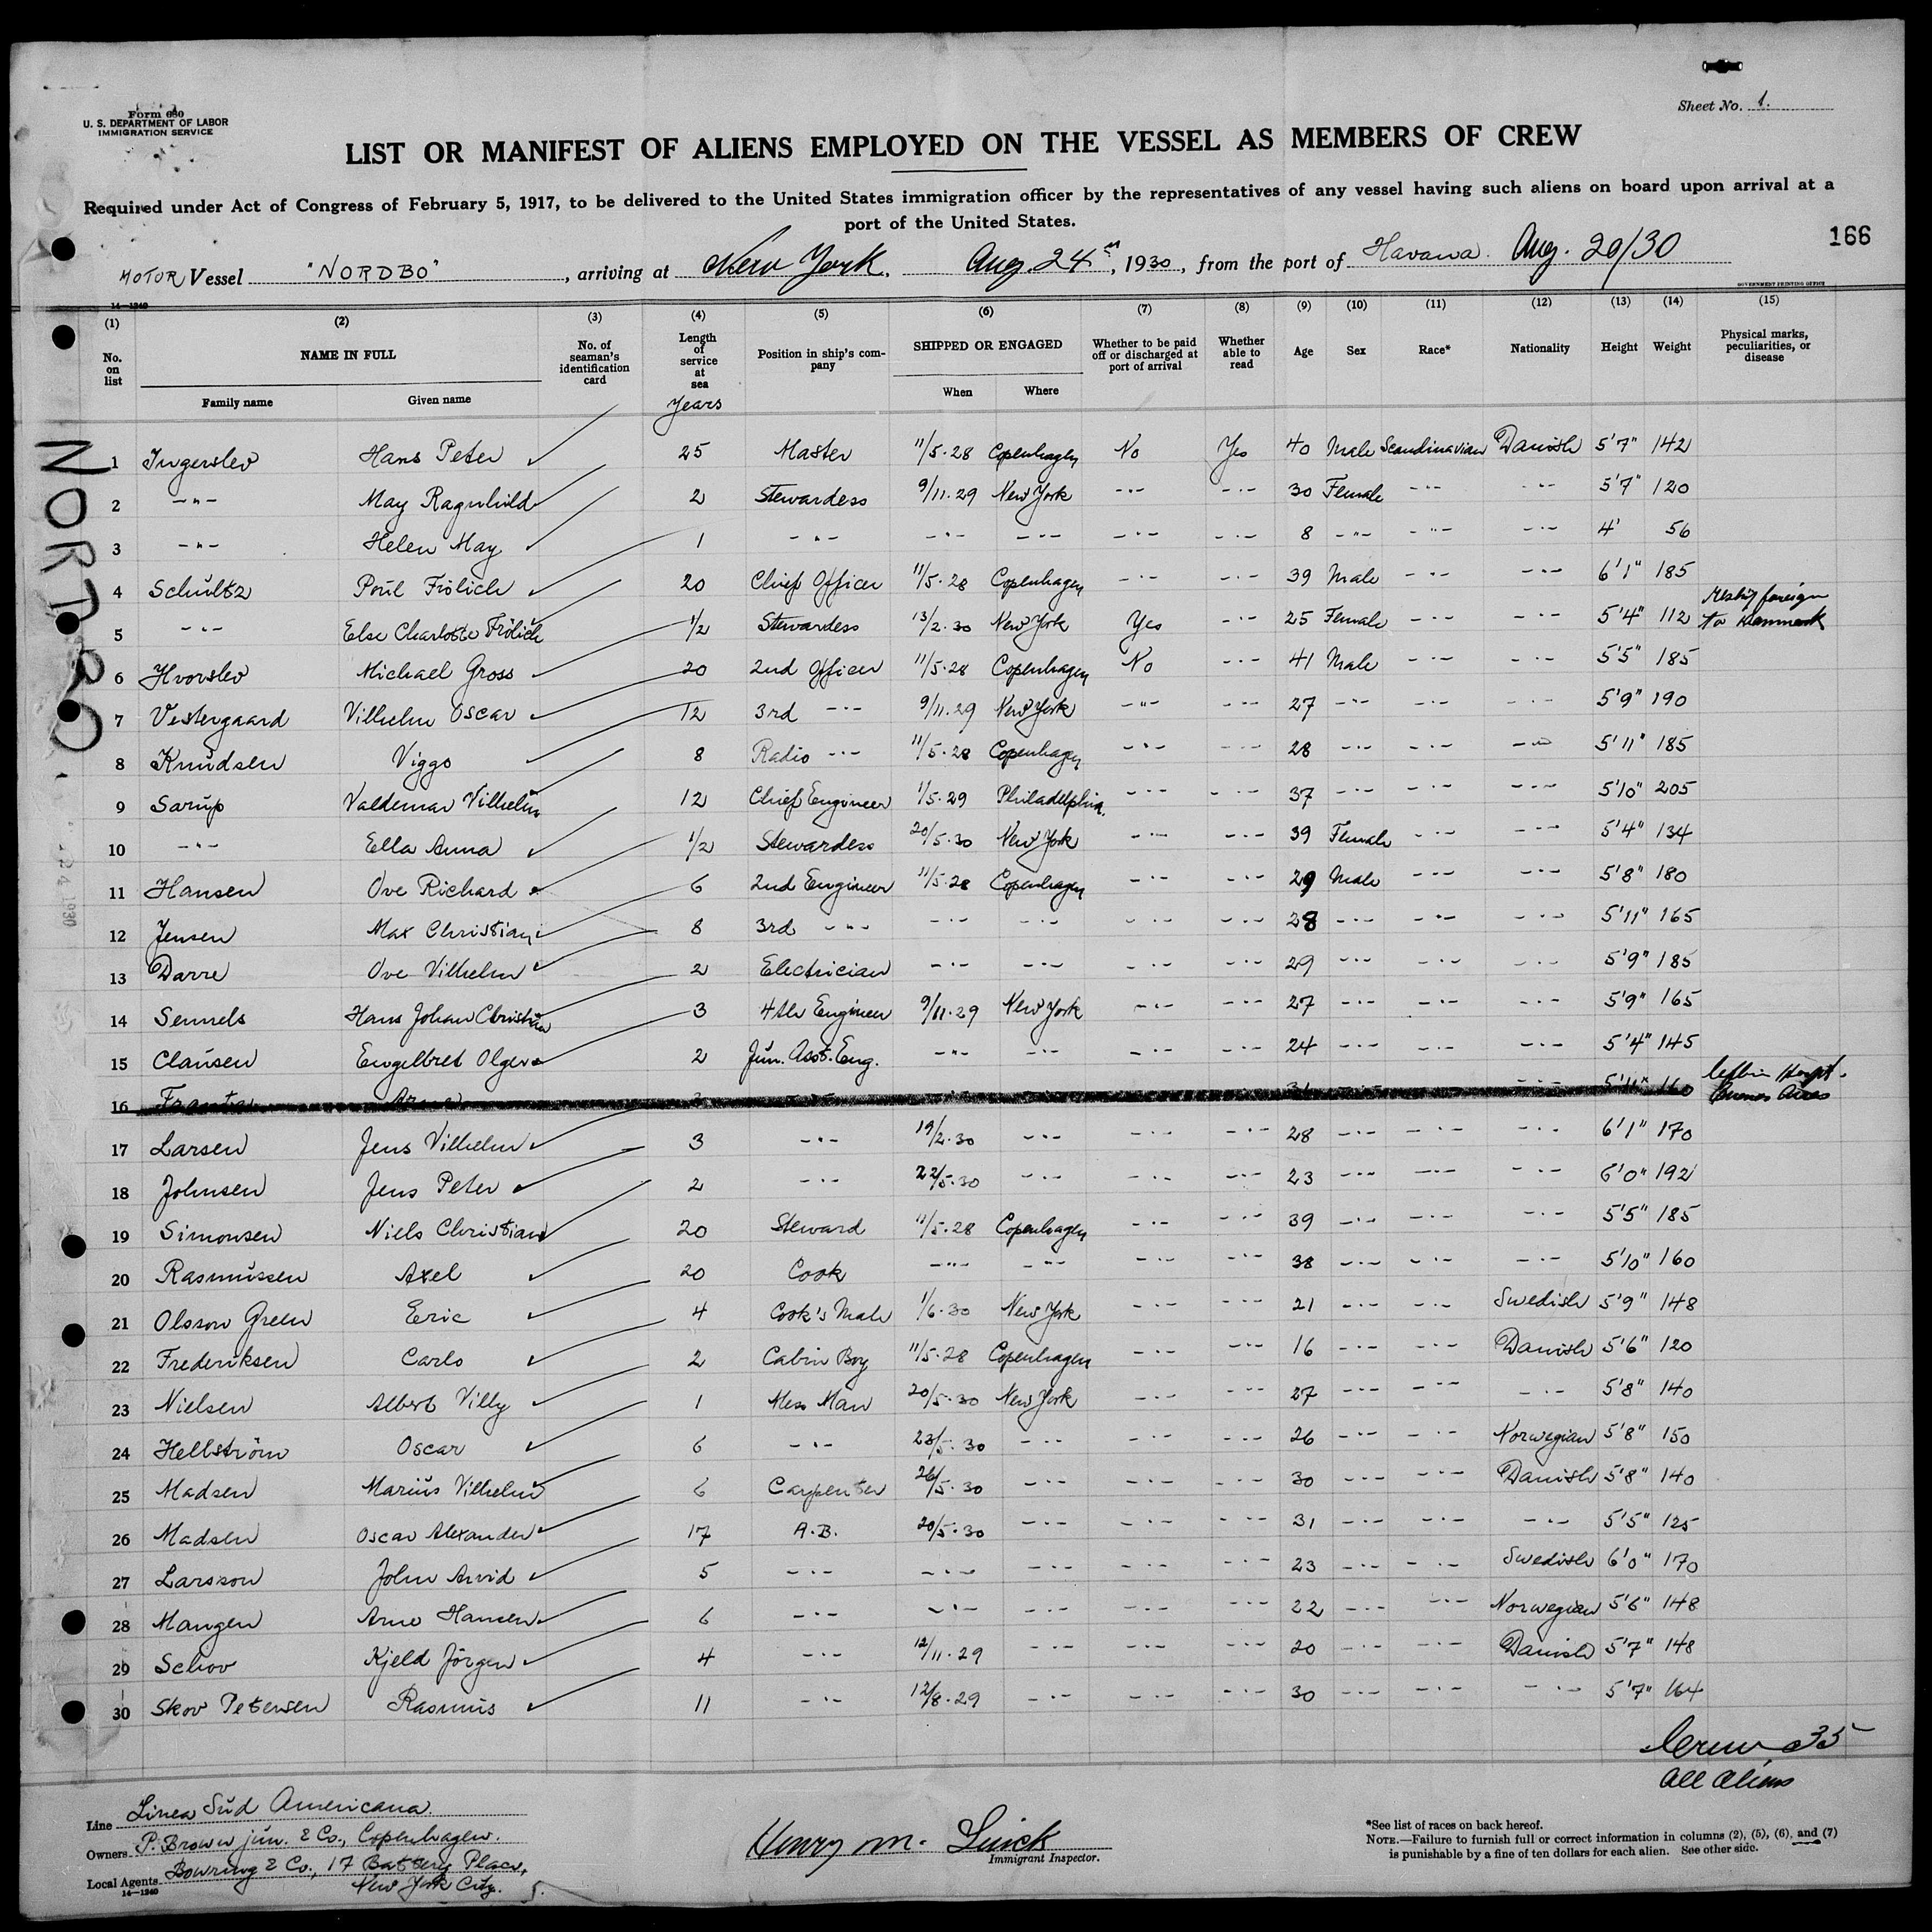 Form 680
U. S. DEPARTMENT OF LABOR
IMMIGRATION SERVICE
Sheet No. 1.
LIST OR MANIFEST OF ALIENS EMPLOYED ON THE VESSEL AS MEMBERS OF CREW
Required under Act of Congress of February 5, 1917, to be delivered to the United States immigration officer by the representatives of any vessel having such aliens on board upon arrival at a
port of the United States.
166
MOTOR Vessel "NORDBO", arriving at New York. Aug. 24th, 1930, from the port of Havana. Aug. 20/30
14—1240
GOVERNMENT PRINTING OFFICE
(1) (2) (3) (4) (5) (6) (7) (8) (9) (10) (11) (12) (13) (14) (15)
No. on list
NAME IN FULL
Family name Given name
No. of seaman's identification card
Length of service at sea
Years
Position in ship's company
SHIPPED OR ENGAGED
When Where
Whether to be paid off or discharged at port of arrival
Whether able to read
Age Sex Race* Nationality Height Weight
Physical marks, peculiarities, or disease
NORDBO
1 Ingerslev Hans Peter 25 Master 11/5·28 Copenhagen No Yes 40 Male Scandinavian Danish 5'7" 142
2 -"- May Ragnhild 2 Stewardess 9/11·29 New York -"- -"- 30 Female -"- -"- 5'7" 120
3 -"- Helen May 1 -"- -"- -"- -"- -"- 8 -"- -"- -"- 4' 56
4 Schultz Poul Frölich 20 Chief Officer 11/5·28 Copenhagen -"- -"- 39 Male -"- -"- 6'1" 185
5 -"- Else Charlotte Frölich 1/2 Stewardess 13/2·30 New York Yes -"- 25 Female -"- -"- 5'4" 112 foreign to Danmark
6 Hvorslev Michael Gross 20 2nd Officer 11/5·28 Copenhagen No -"- 41 Male -"- -"- 5'5" 185
7 Vestergaard Vilhelm Oscar 12 3rd -"- 9/11·29 New York -"- -"- 27 -"- -"- -"- 5'9" 190
8 Knudsen Viggo 8 Radio -"- 11/5·28 Copenhagen -"- -"- 28 -"- -"- -"- 5'11" 185
9 Sarup Valdemar Vilhelm 12 Chief Engineer 1/5·29 Philadelphia. -"- -"- 37 -"- -"- -"- 5'10" 205
10 -"- Ella Anna 1/2 Stewardess 20/5·30 New York -"- -"- 39 Female -"- -"- 5'4" 134
11 Hansen Ove Richard 6 2nd Engineer 11/5·28 Copenhagen -"- -"- 29 Male -"- -"- 5'8" 180
12 Jensen Max Christian 8 3rd -"- -"- -"- -"- -"- 28 -"- -"- -"- 5'11" 165
13 Darre Ove Vilhelm 2 Electrician -"- -"- -"- -"- 29 -"- -"- -"- 5'9" 185
14 Sennels Hans Johan Christian 3 4th Engineer 9/11·29 New York -"- -"- 27 -"- -"- -"- 5'9" 165
15 Clausen Engelbret Olger 2 Jun. Asst. Eng. -"- -"- -"- -"- 24 -"- -"- -"- 5'4" 145
16 5'11" 160 Buenos Aires
17 Larsen Jens Vilhelm 3 -"- 19/2·30 -"- -"- -"- 28 -"- -"- -"- 6'1" 170
18 Johnsen Jens Peter 2 -"- 22/5·30 -"- -"- -"- 23 -"- -"- -"- 6'0" 192
19 Simonsen Niels Christian 20 Steward 11/5·28 Copenhagen -"- -"- 39 -"- -"- -"- 5'5" 185
20 Rasmussen Axel 20 Cook -"- -"- -"- -"- 38 -"- -"- -"- 5'10" 160
21 Olsson Green Eric 4 Cook's Mate 1/6·30 New York -"- -"- 21 -"- -"- Swedish 5'9" 148
22 Frederiksen Carlo 2 Cabin Boy 11/5·28 Copenhagen -"- -"- 16 -"- -"- Danish 5'6" 120
23 Nielsen Albert Villy 1 Mess Man 20/5·30 New York -"- -"- 27 -"- -"- -"- 5'8" 140
24 Hellström Oscar 6 -"- 23/5·30 -"- -"- -"- 26 -"- -"- Norwegian 5'8" 150
25 Madsen Marius Vilhelm 6 Carpenter 26/5·30 -"- -"- -"- 30 -"- -"- Danish 5'8" 140
26 Madsen Oscar Alexander 17 A.B. 20/5·30 -"- -"- -"- 31 -"- -"- -"- 5'5" 125
27 Larsson John Arvid 5 -"- -"- -"- -"- -"- 23 -"- -"- Swedish 6'0" 170
28 Mangen Arne Hansen 6 -"- -"- -"- -"- -"- 22 -"- -"- Norwegian 5'6" 148
29 Schov Kjeld Jörgen 4 -"- 12/11·29 -"- -"- -"- 20 -"- -"- Danish 5'7" 148
30 Skov Petersen Rasmus 11 -"- 12/8·29 -"- -"- -"- 30 -"- -"- -"- 5'7" 164
Crew 35
All Aliens
Line Linea Sud Americana.
Owners P. Brown jun. & Co., Copenhagen.
Local Agents Bowring & Co., 17 Battery Place,
New York City.
14—1240
Henry M.
Immigrant Inspector.
*See list of races on back hereof.
NOTE.—Failure to furnish full or correct information in columns (2), (5), (6), and (7)
is punishable by a fine of ten dollars for each alien. See other side.